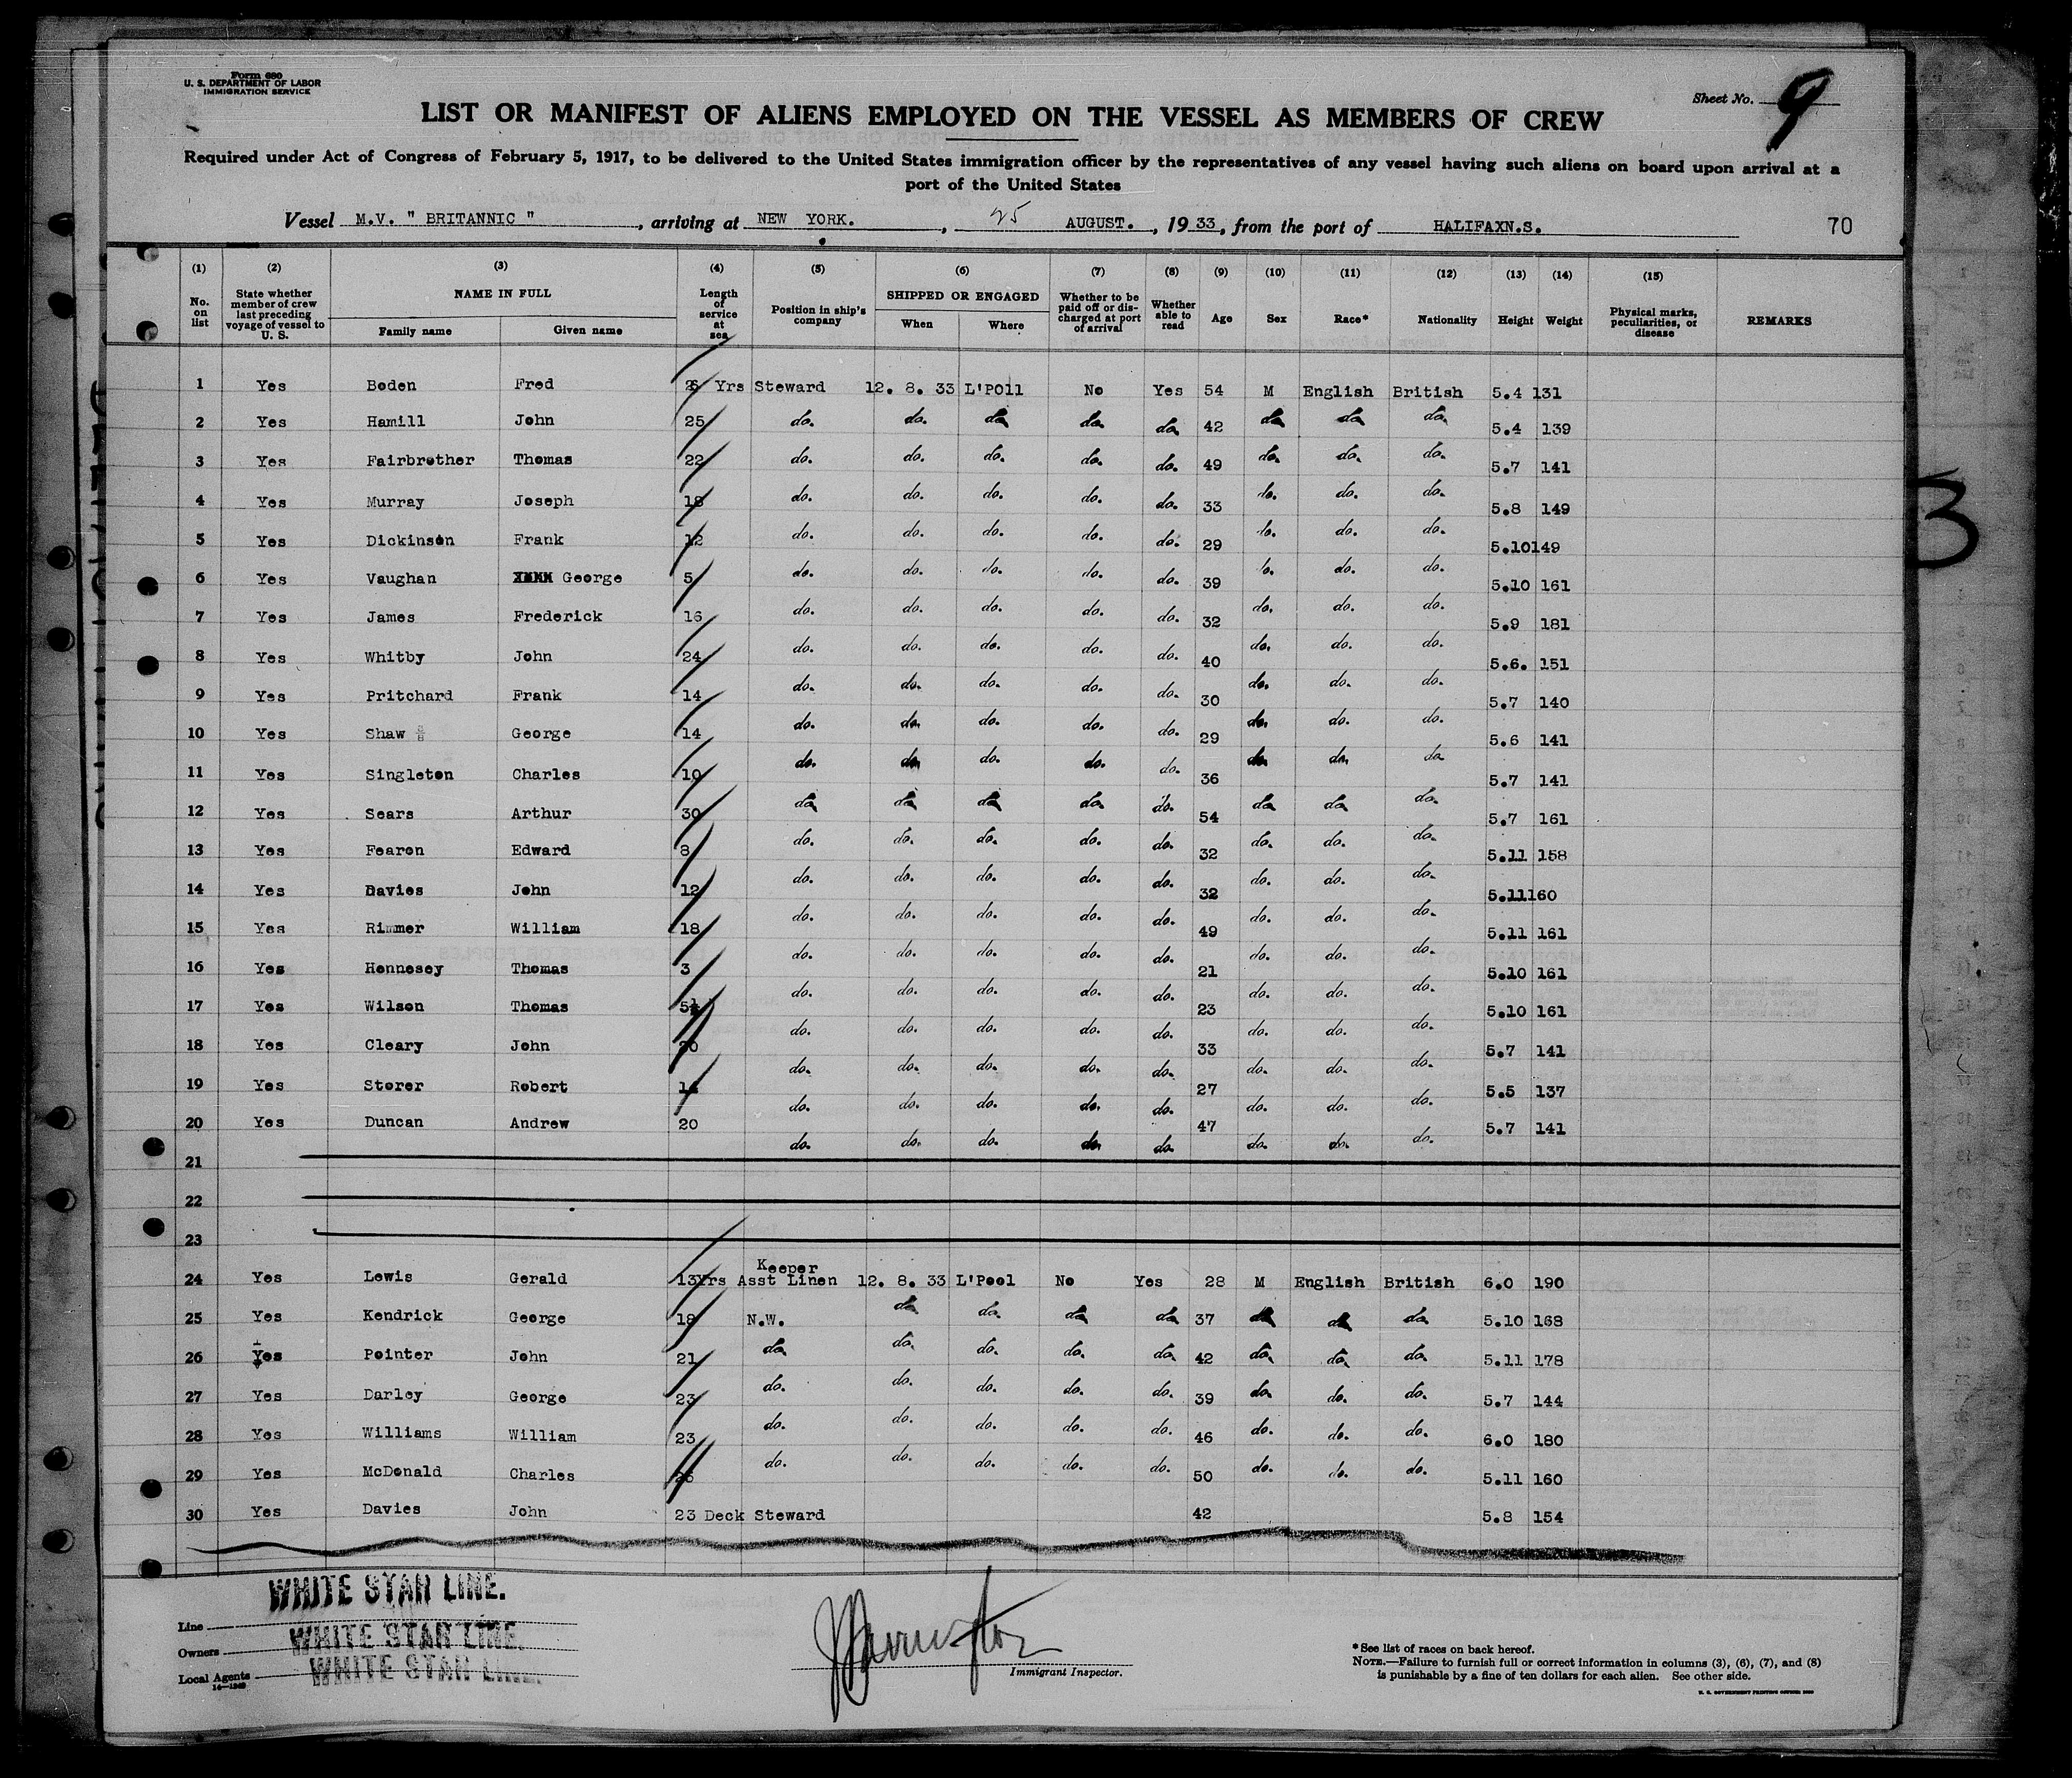 Form 680
U. S. DEPARTMENT OF LABOR
IMMIGRATION SERVICE
Sheet No. 9
LIST OR MANIFEST OF ALIENS EMPLOYED ON THE VESSEL AS MEMBERS OF CREW
Required under Act of Congress of February 5, 1917, to be delivered to the United States immigration officer by the representatives of any vessel having such aliens on board upon arrival at a
port of the United States
Vessel M.V. " BRITANNIC " , arriving at NEW YORK. , 25 AUGUST. , 1933, from the port of HALIFAXN.S. 70
(1) (2) (3) (4) (5) (6) (7) (8) (9) (10) (11) (12) (13) (14) (15)
No. on list State whether member of crew last preceding voyage of vessel to U. S. NAME IN FULL Family name Given name Length of service at sea Position in ship's company SHIPPED OR ENGAGED When Where Whether to be paid off or discharged at port of arrival Whether able to read Age Sex Race* Nationality Height Weight Physical marks, peculiarities, or disease REMARKS
1 Yes Boden Fred Yrs Steward 12. 8. 33 L'POll No Yes 54 M English British 5.4 131
2 Yes Hamill John 25 do. do. do. do. do. 42 do. do. do. 5.4 139
3 Yes Fairbrother Thomas 22 do. do. do. do. do. 49 do. do. do. 5.7 141
4 Yes Murray Joseph 18 do. do. do. do. do. 33 do. do. do. 5.8 149
5 Yes Dickinson Frank 12 do. do. do. do. do. 29 do. do. do. 5.10149
6 Yes Vaughan XXXX George 5 do. do. do. do. do. 39 do. do. do. 5.10 161
7 Yes James Frederick 16 do. do. do. do. do. 32 do. do. do. 5.9 181
8 Yes Whitby John 24 do. do. do. do. do. 40 do. do. do. 5.6. 151
9 Yes Pritchard Frank 14 do. do. do. do. do. 30 do. do. do. 5.7 140
10 Yes Shaw George 14 do. do. do. do. do. 29 do. do. do. 5.6 141
11 Yes Singleton Charles 10 do. do. do. do. do. 36 do. do. do. 5.7 141
12 Yes Sears Arthur 30 do. do. do. do. do. 54 do. do. do. 5.7 161
13 Yes Fearon Edward 8 do. do. do. do. do. 32 do. do. do. 5.11 158
14 Yes Davies John 12 do. do. do. do. do. 32 do. do. do. 5.11160
15 Yes Rimmer William 18 do. do. do. do. do. 49 do. do. do. 5.11 161
16 Yes Hennesey Thomas 3 do. do. do. do. do. 21 do. do. do. 5.10 161
17 Yes Wilson Thomas 5½ do. do. do. do. do. 23 do. do. do. 5.10 161
18 Yes Cleary John 20 do. do. do. do. do. 33 do. do. do. 5.7 141
19 Yes Storer Robert 14 do. do. do. do. do. 27 do. do. do. 5.5 137
20 Yes Duncan Andrew 20 do. do. do. do. do. 47 do. do. do. 5.7 141
do. do. do. do. do. do. do. do.
21
22
23
24 Yes Lewis Gerald 13Yrs Asst Linen Keeper 12. 8. 33 L'Pool No Yes 28 M English British 6.0 190
25 Yes Kendrick George 18 N.W. do. do. do. do. 37 do. do. do. 5.10 168
26 Yes Pointer John 21 do. do. do. do. do. 42 do. do. do. 5.11 178
27 Yes Darley George 23 do. do. do. do. do. 39 do. do. do. 5.7 144
28 Yes Williams William 23 do. do. do. do. do. 46 do. do. do. 6.0 180
29 Yes McDonald Charles do. do. do. do. do. 50 do. do. do. 5.11 160
30 Yes Davies John 23 Deck Steward 42 5.8 154
3
Line WHITE STAR LINE.
Owners WHITE STAR LINE.
Local Agents WHITE STAR LINE.
Immigrant Inspector.
*See list of races on back hereof.
NOTE.—Failure to furnish full or correct information in columns (3), (6), (7), and (8)
is punishable by a fine of ten dollars for each alien. See other side.